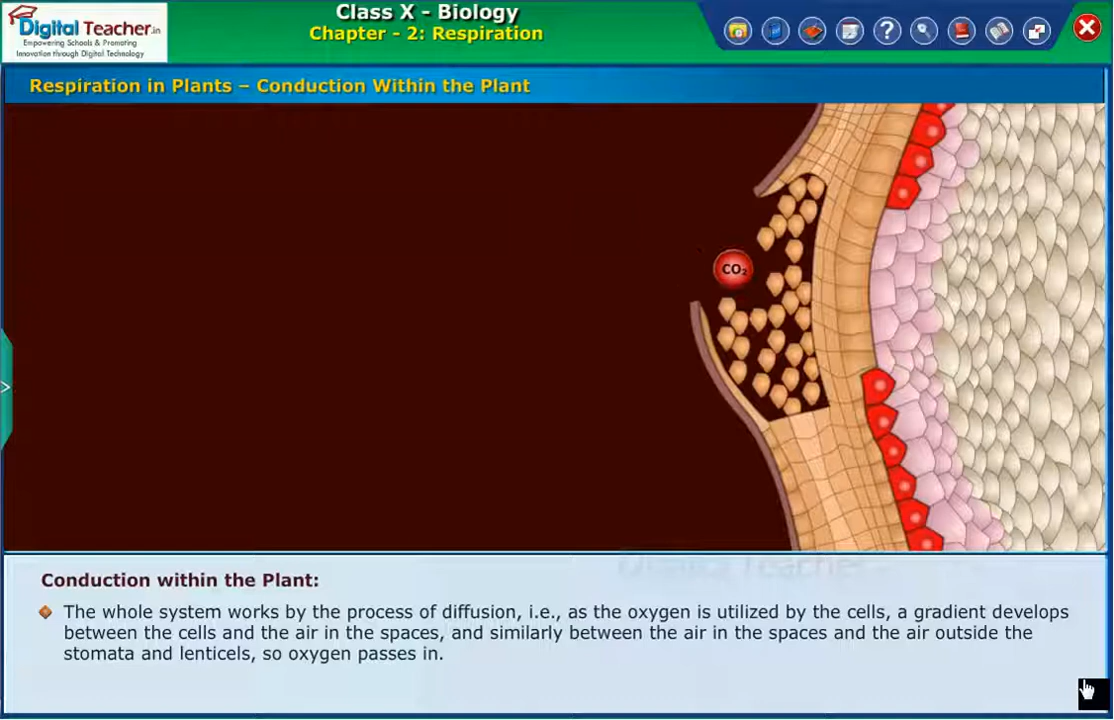 Digital Teacher.in
Empowering Schools & Promoting
Innovation through Digital Technology
Class X - Biology
Chapter - 2: Respiration
?
Respiration in Plants – Conduction Within the Plant
CO₂
>
Conduction within the Plant:
The whole system works by the process of diffusion, i.e., as the oxygen is utilized by the cells, a gradient develops
between the cells and the air in the spaces, and similarly between the air in the spaces and the air outside the
stomata and lenticels, so oxygen passes in.